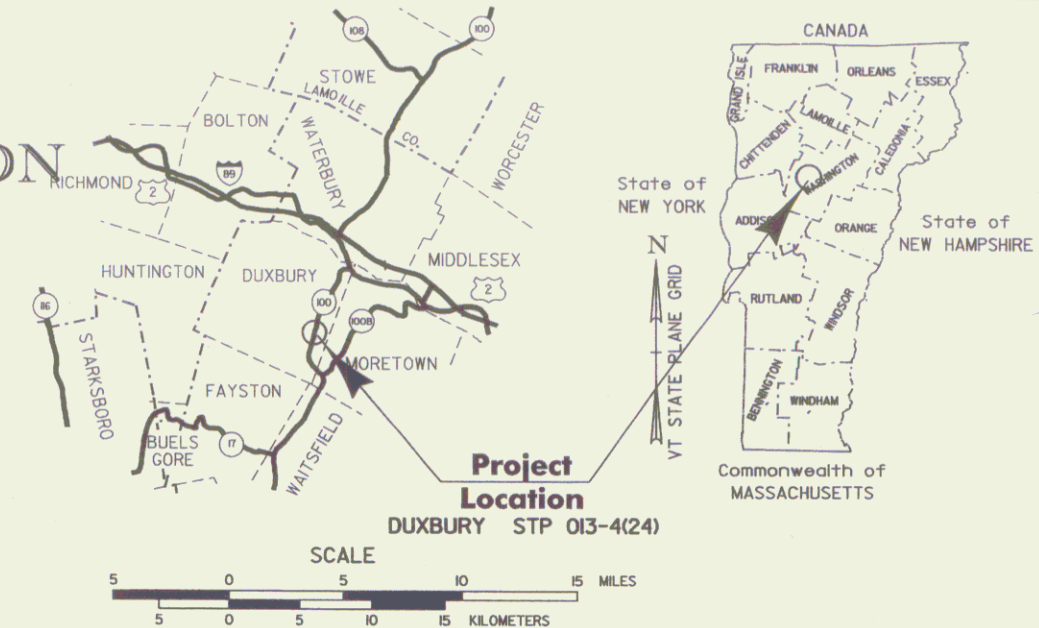 ON
108
100
STOWE
LAMOILLE
CO.
BOLTON
WATERBURY
WORCESTER
RICHMOND
2
89
HUNTINGTON
DUXBURY
MIDDLESEX
2
116
100
100B
STARKSBORO
MORETOWN
FAYSTON
BUELS
GORE
17
WAITSFIELD
CANADA
GRAND ISLE
FRANKLIN
ORLEANS
ESSEX
LAMOILLE
CHITTENDEN
CALEDONIA
WASHINGTON
State of
NEW YORK
ADDISO
ORANGE
State of
NEW HAMPSHIRE
N
VT STATE PLANE GRID
RUTLAND
WINDSOR
BENNINGTON
WINDHAM
Commonwealth of
MASSACHUSETTS
Project
Location
DUXBURY STP 013-4(24)
SCALE
5 0 5 10 15 MILES
5 0 5 10 15 KILOMETERS